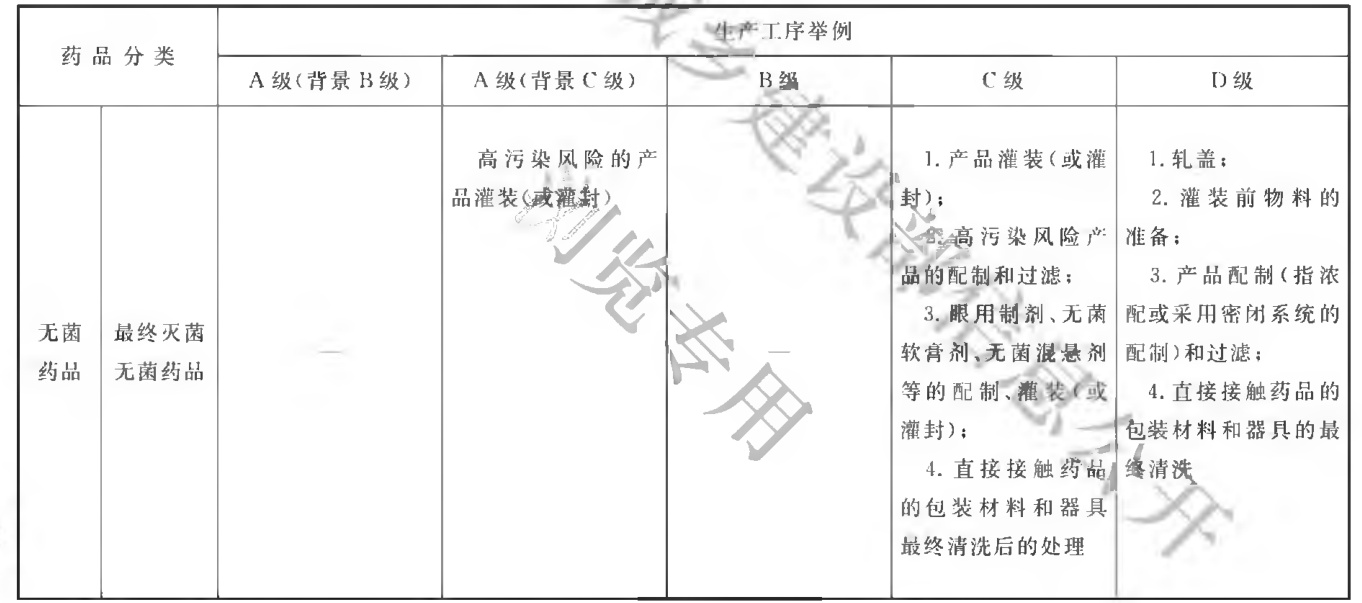 药品分类
生产工序举例
A级(背景B级)
A级(背景C级)
B级
C级
D级
无菌
药品
最终灭菌
无菌药品
—
高污染风险的产
品灌装(或灌封)
—
1. 产品灌装(或灌
封);
2. 高污染风险产
品的配制和过滤;
3. 眼用制剂、无菌
软膏剂、无菌混悬剂
等的配制、灌装(或
灌封);
4. 直接接触药品
的包装材料和器具
最终清洗后的处理
1. 轧盖;
2. 灌装前物料的
准备;
3. 产品配制(指浓
配或采用密闭系统的
配制)和过滤;
4. 直接接触药品的
包装材料和器具的最
终清洗
乡建设部信息公开
浏览专用